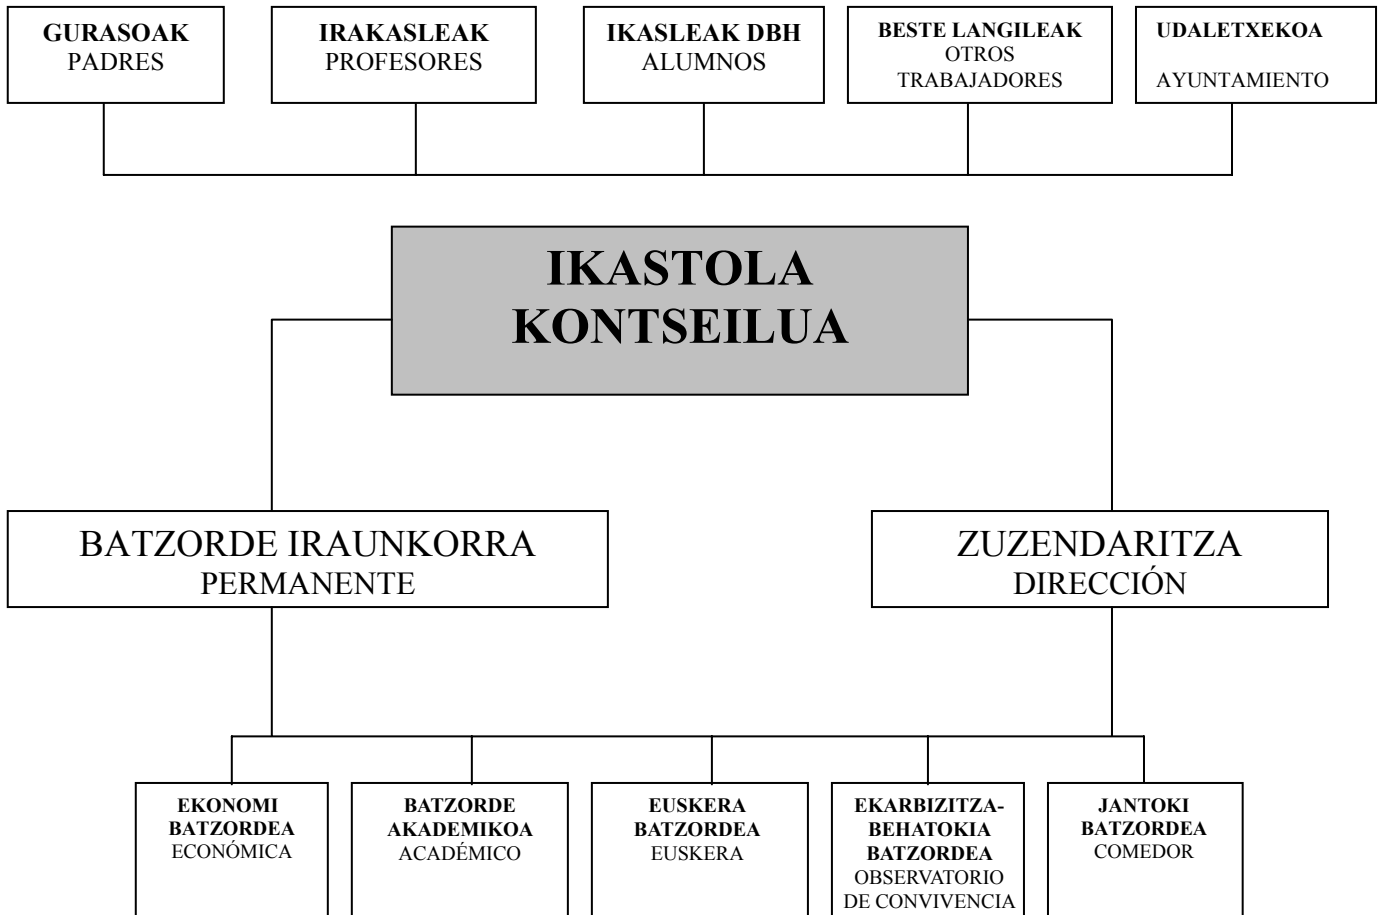 GURASOAK
PADRES
IRAKASLEAK
PROFESORES
IKASLEAK DBH
ALUMNOS
BESTE LANGILEAK
OTROS
TRABAJADORES
UDALETXEKOA
AYUNTAMIENTO
IKASTOLA
KONTSEILUA
BATZORDE IRAUNKORRA
PERMANENTE
ZUZENDARITZA
DIRECCIÓN
EKONOMI
BATZORDEA
ECONÓMICA
BATZORDE
AKADEMIKOA
ACADÉMICO
EUSKERA
BATZORDEA
EUSKERA
EKARBIZITZA-
BEHATOKIA
BATZORDEA
OBSERVATORIO
DE CONVIVENCIA
JANTOKI
BATZORDEA
COMEDOR